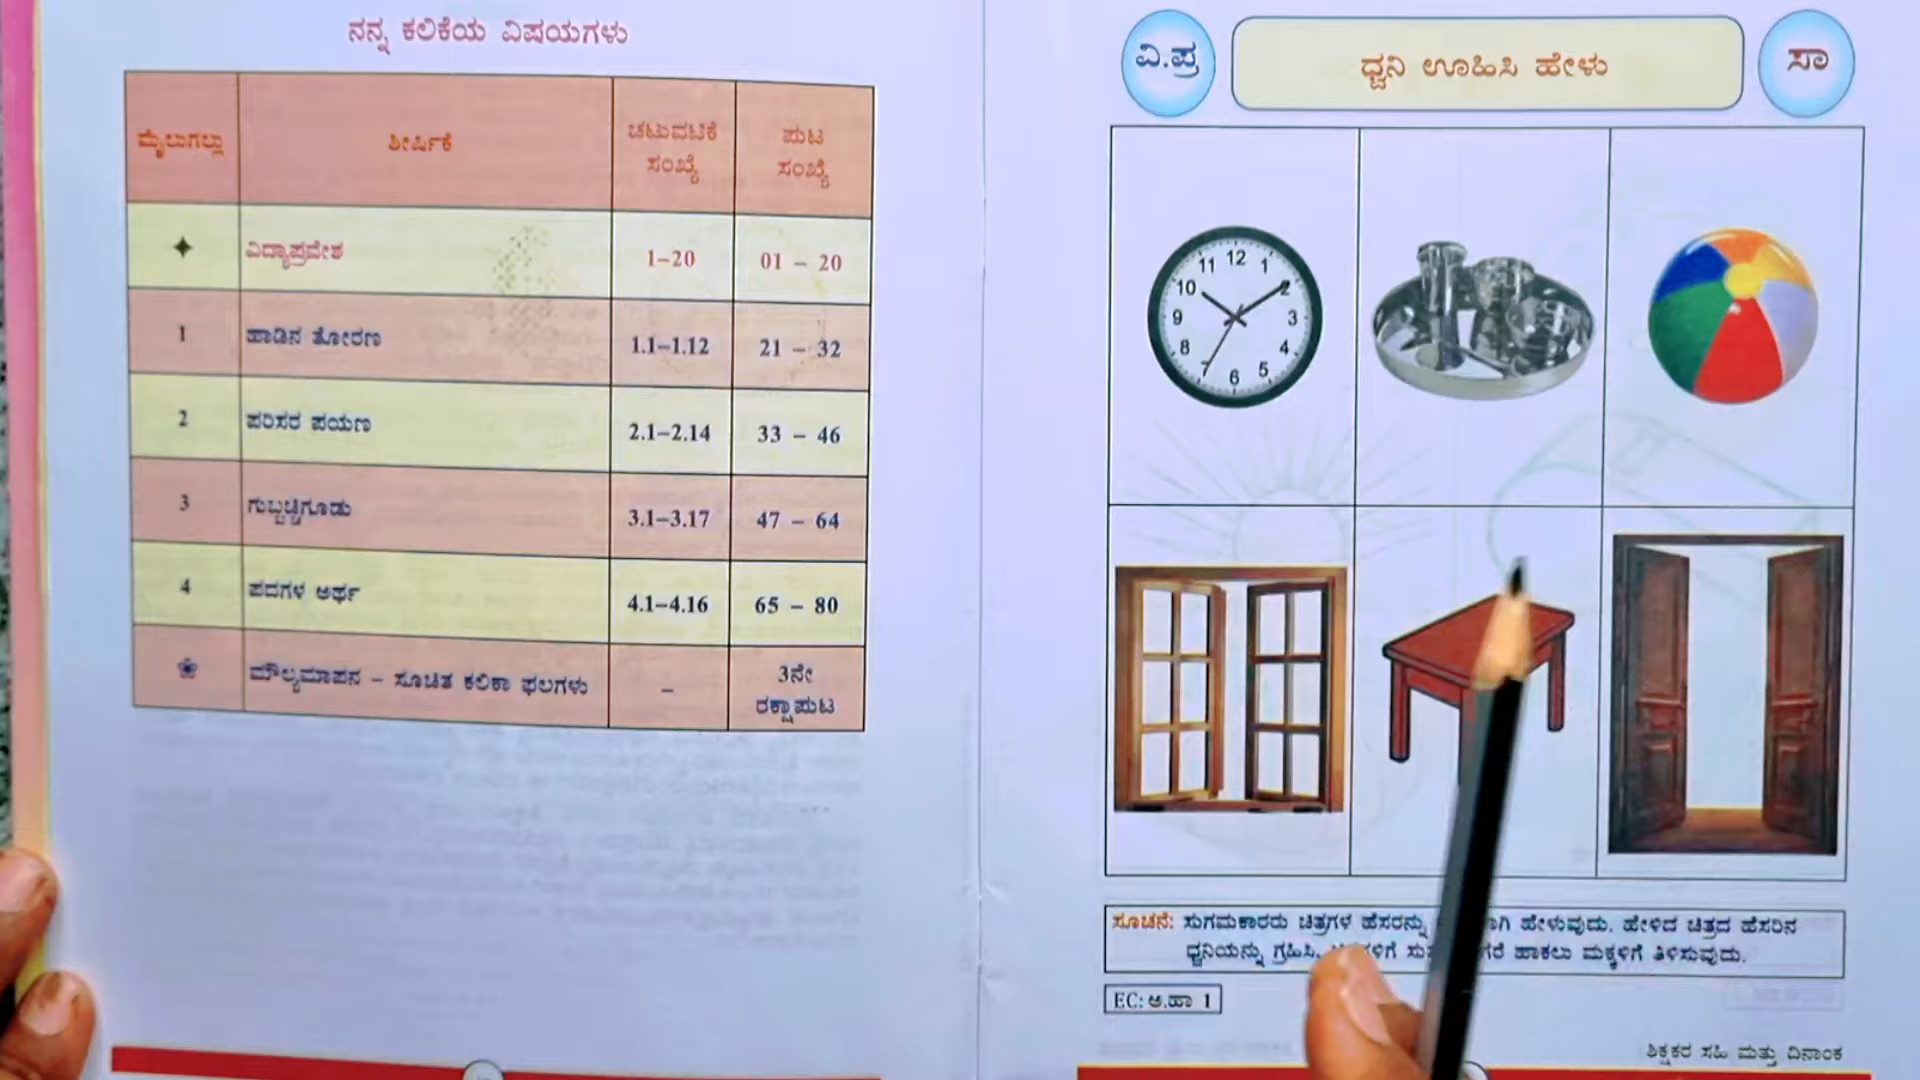 ನನ್ನ ಕಲಿಕೆಯ ವಿಷಯಗಳು
ಮೈಲುಗಲ್ಲು ಶೀರ್ಷಿಕೆ ಚಟುವಟಿಕೆ ಸಂಖ್ಯೆ ಪುಟ ಸಂಖ್ಯೆ
ವಿದ್ಯಾಪ್ರವೇಶ 1-20 01 - 20
1 ಹಾಡಿನ ತೋರಣ 1.1-1.12 21 - 32
2 ಪರಿಸರ ಪಯಣ 2.1-2.14 33 - 46
3 ಗುಬ್ಬಚ್ಚಿಗೂಡು 3.1-3.17 47 - 64
4 ಪದಗಳ ಅರ್ಥ 4.1-4.16 65 - 80
ಮೌಲ್ಯಮಾಪನ - ಸೂಚಿತ ಕಲಿಕಾ ಫಲಗಳು - 3ನೇ ರಕ್ಷಾಪುಟ
ವಿ.ಪ್ರ
ಧ್ವನಿ ಊಹಿಸಿ ಹೇಳು
ಸಾ
11 12 1
10 2
9 3
8 4
7 6 5
ಸೂಚನೆ: ಸುಗಮಕಾರರು ಚಿತ್ರಗಳ ಹೆಸರನ್ನು ಹೇಳುವುದು. ಹೇಳಿದ ಚಿತ್ರದ ಹೆಸರಿನ
ಧ್ವನಿಯನ್ನು ಗ್ರಹಿಸಿ, ಹಾಕಲು ಮಕ್ಕಳಿಗೆ ತಿಳಿಸುವುದು.
EC: ಅ.ಹಾ 1
ಶಿಕ್ಷಕರ ಸಹಿ ಮತ್ತು ದಿನಾಂಕ